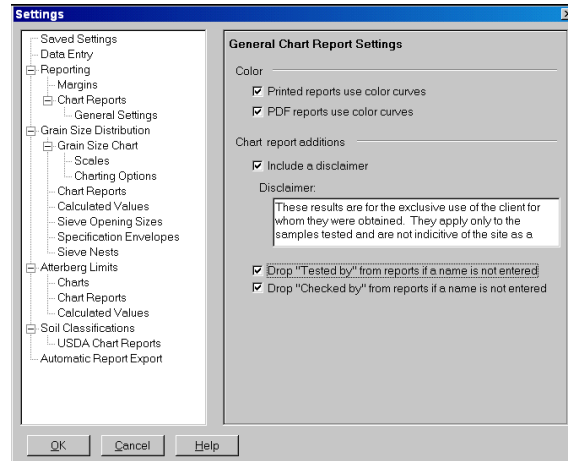 Settings
Saved Settings
Data Entry
Reporting
Margins
Chart Reports
General Settings
Grain Size Distribution
Grain Size Chart
Scales
Charting Options
Chart Reports
Calculated Values
Sieve Opening Sizes
Specification Envelopes
Sieve Nests
Atterberg Limits
Charts
Chart Reports
Calculated Values
Soil Classifications
USDA Chart Reports
Automatic Report Export
General Chart Report Settings
Color
Printed reports use color curves
PDF reports use color curves
Chart report additions
Include a disclaimer
Disclaimer:
These results are for the exclusive use of the client for
whom they were obtained. They apply only to the
samples tested and are not indicitive of the site as a
Drop "Tested by" from reports if a name is not entered
Drop "Checked by" from reports if a name is not entered
OK
Cancel
Help